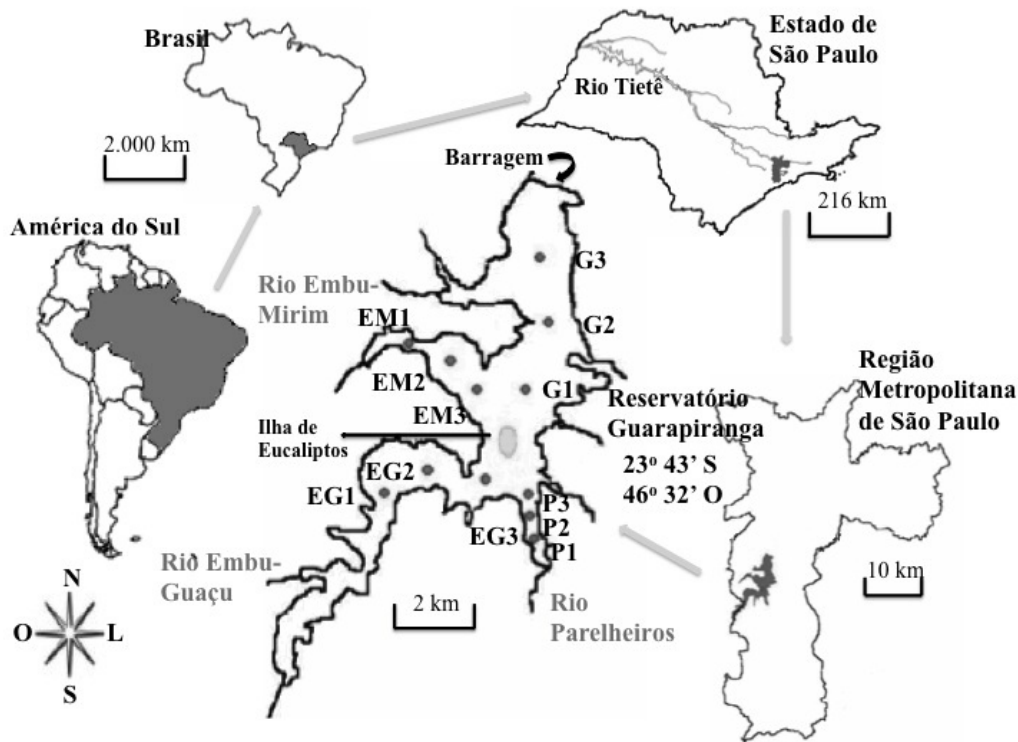 Brasil
2.000 km
Estado de
São Paulo
Rio Tietê
216 km
América do Sul
Barragem
Rio Embu-
Mirim
G3
G2
G1
EM1
EM2
EM3
Ilha de
Eucaliptos
EG2
EG1
EG3
P3
P2
P1
Reservatório
Guarapiranga
23º 43’ S
46º 32’ O
Região
Metropolitana
de São Paulo
10 km
Rio Embu-
Guaçu
2 km
Rio
Parelheiros
N
O
L
S